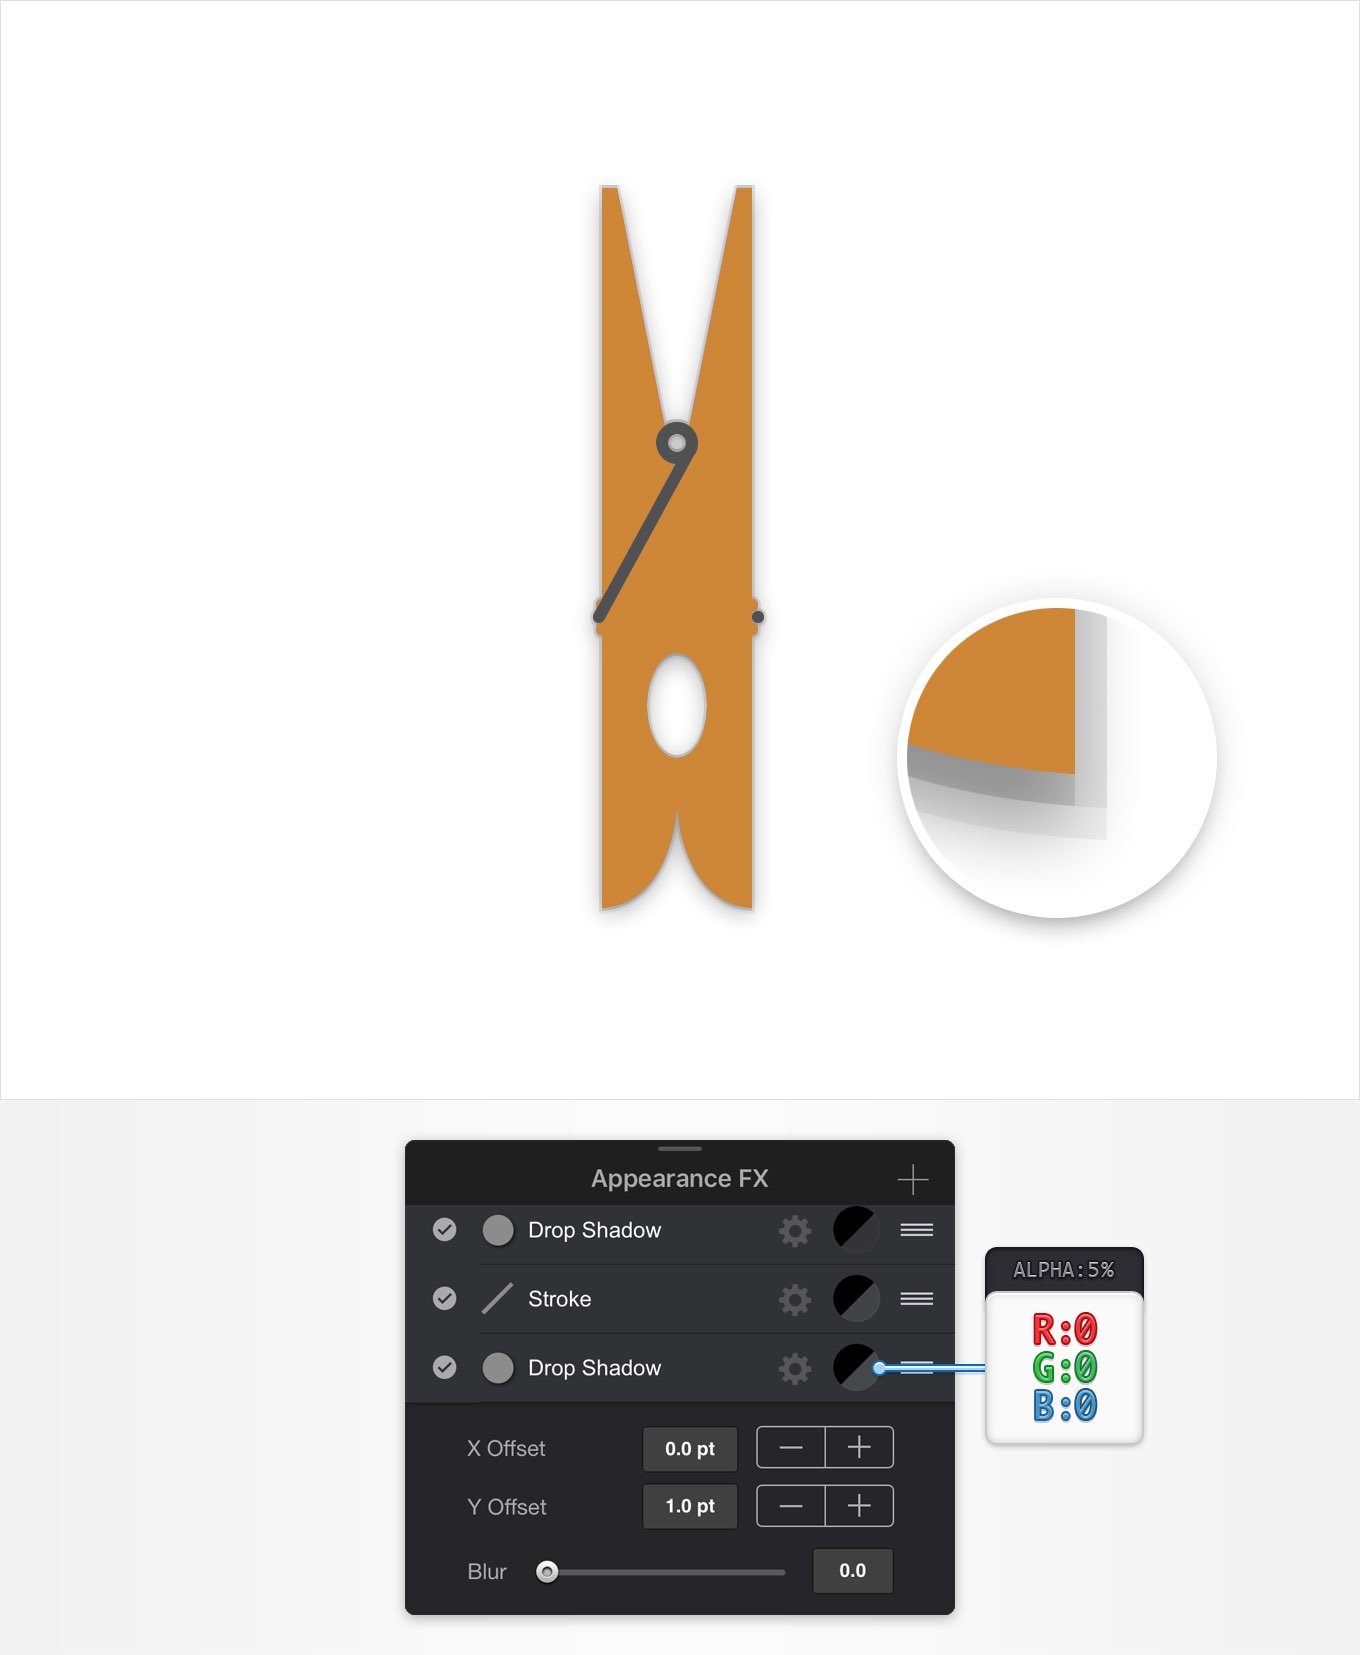 Appearance FX
Drop Shadow
Stroke
Drop Shadow
ALPHA:5%
R:0
G:0
B:0
X Offset 0.0 pt
Y Offset 1.0 pt
Blur 0.0